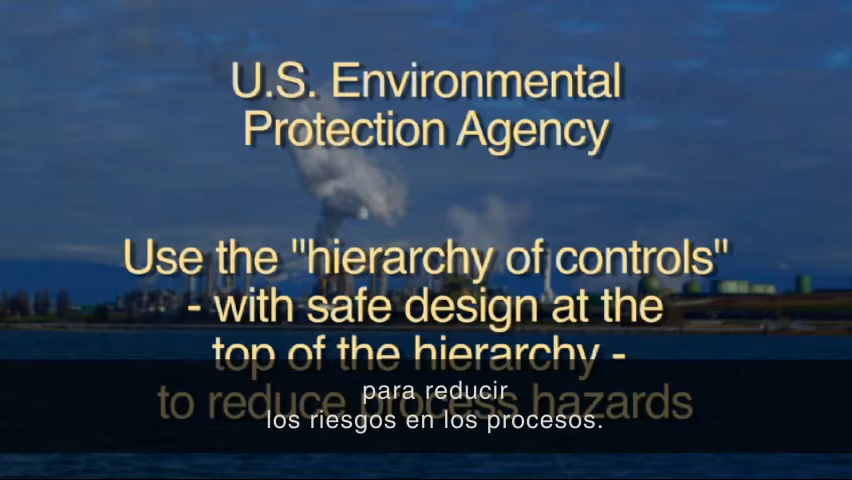 U.S. Environmental
Protection Agency
Use the "hierarchy of controls"
- with safe design at the
top of the hierarchy -
to reduce process hazards
para reducir
los riesgos en los procesos.